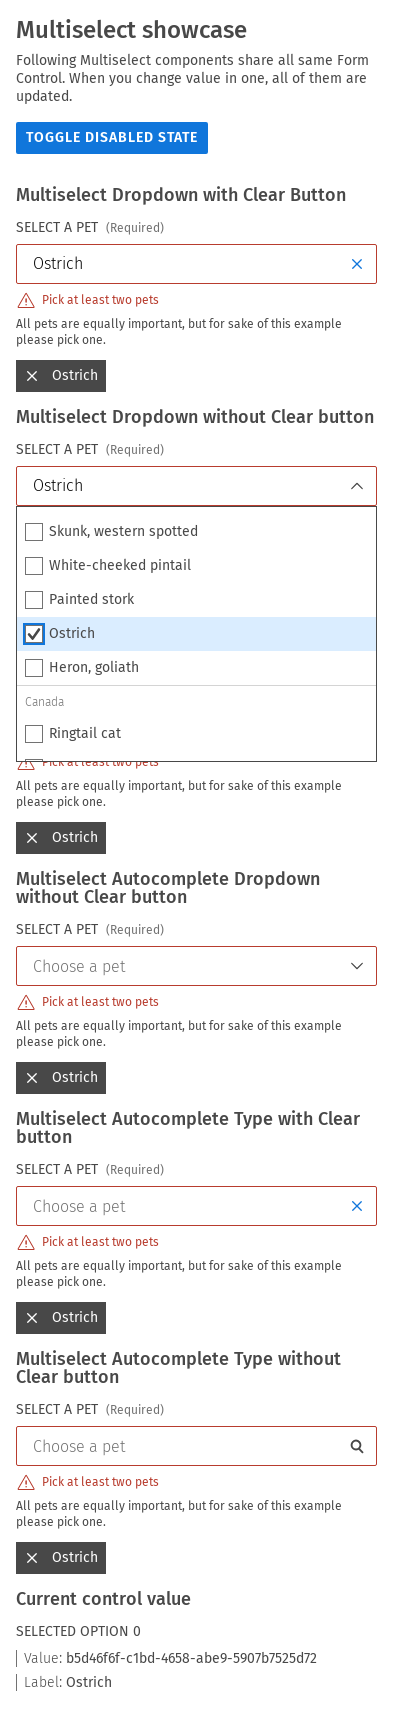 Multiselect showcase
Following Multiselect components share all same Form
Control. When you change value in one, all of them are
updated.
TOGGLE DISABLED STATE
Multiselect Dropdown with Clear Button
SELECT A PET (Required)
Ostrich
Pick at least two pets
All pets are equally important, but for sake of this example
please pick one.
Ostrich
Multiselect Dropdown without Clear button
SELECT A PET (Required)
Ostrich
Skunk, western spotted
White-cheeked pintail
Painted stork
Ostrich
Heron, goliath
Canada
Ringtail cat
Pick at least two pets
All pets are equally important, but for sake of this example
please pick one.
Ostrich
Multiselect Autocomplete Dropdown
without Clear button
SELECT A PET (Required)
Choose a pet
Pick at least two pets
All pets are equally important, but for sake of this example
please pick one.
Ostrich
Multiselect Autocomplete Type with Clear
button
SELECT A PET (Required)
Choose a pet
Pick at least two pets
All pets are equally important, but for sake of this example
please pick one.
Ostrich
Multiselect Autocomplete Type without
Clear button
SELECT A PET (Required)
Choose a pet
Pick at least two pets
All pets are equally important, but for sake of this example
please pick one.
Ostrich
Current control value
SELECTED OPTION 0
Value: b5d46f6f-c1bd-4658-abe9-5907b7525d72
Label: Ostrich